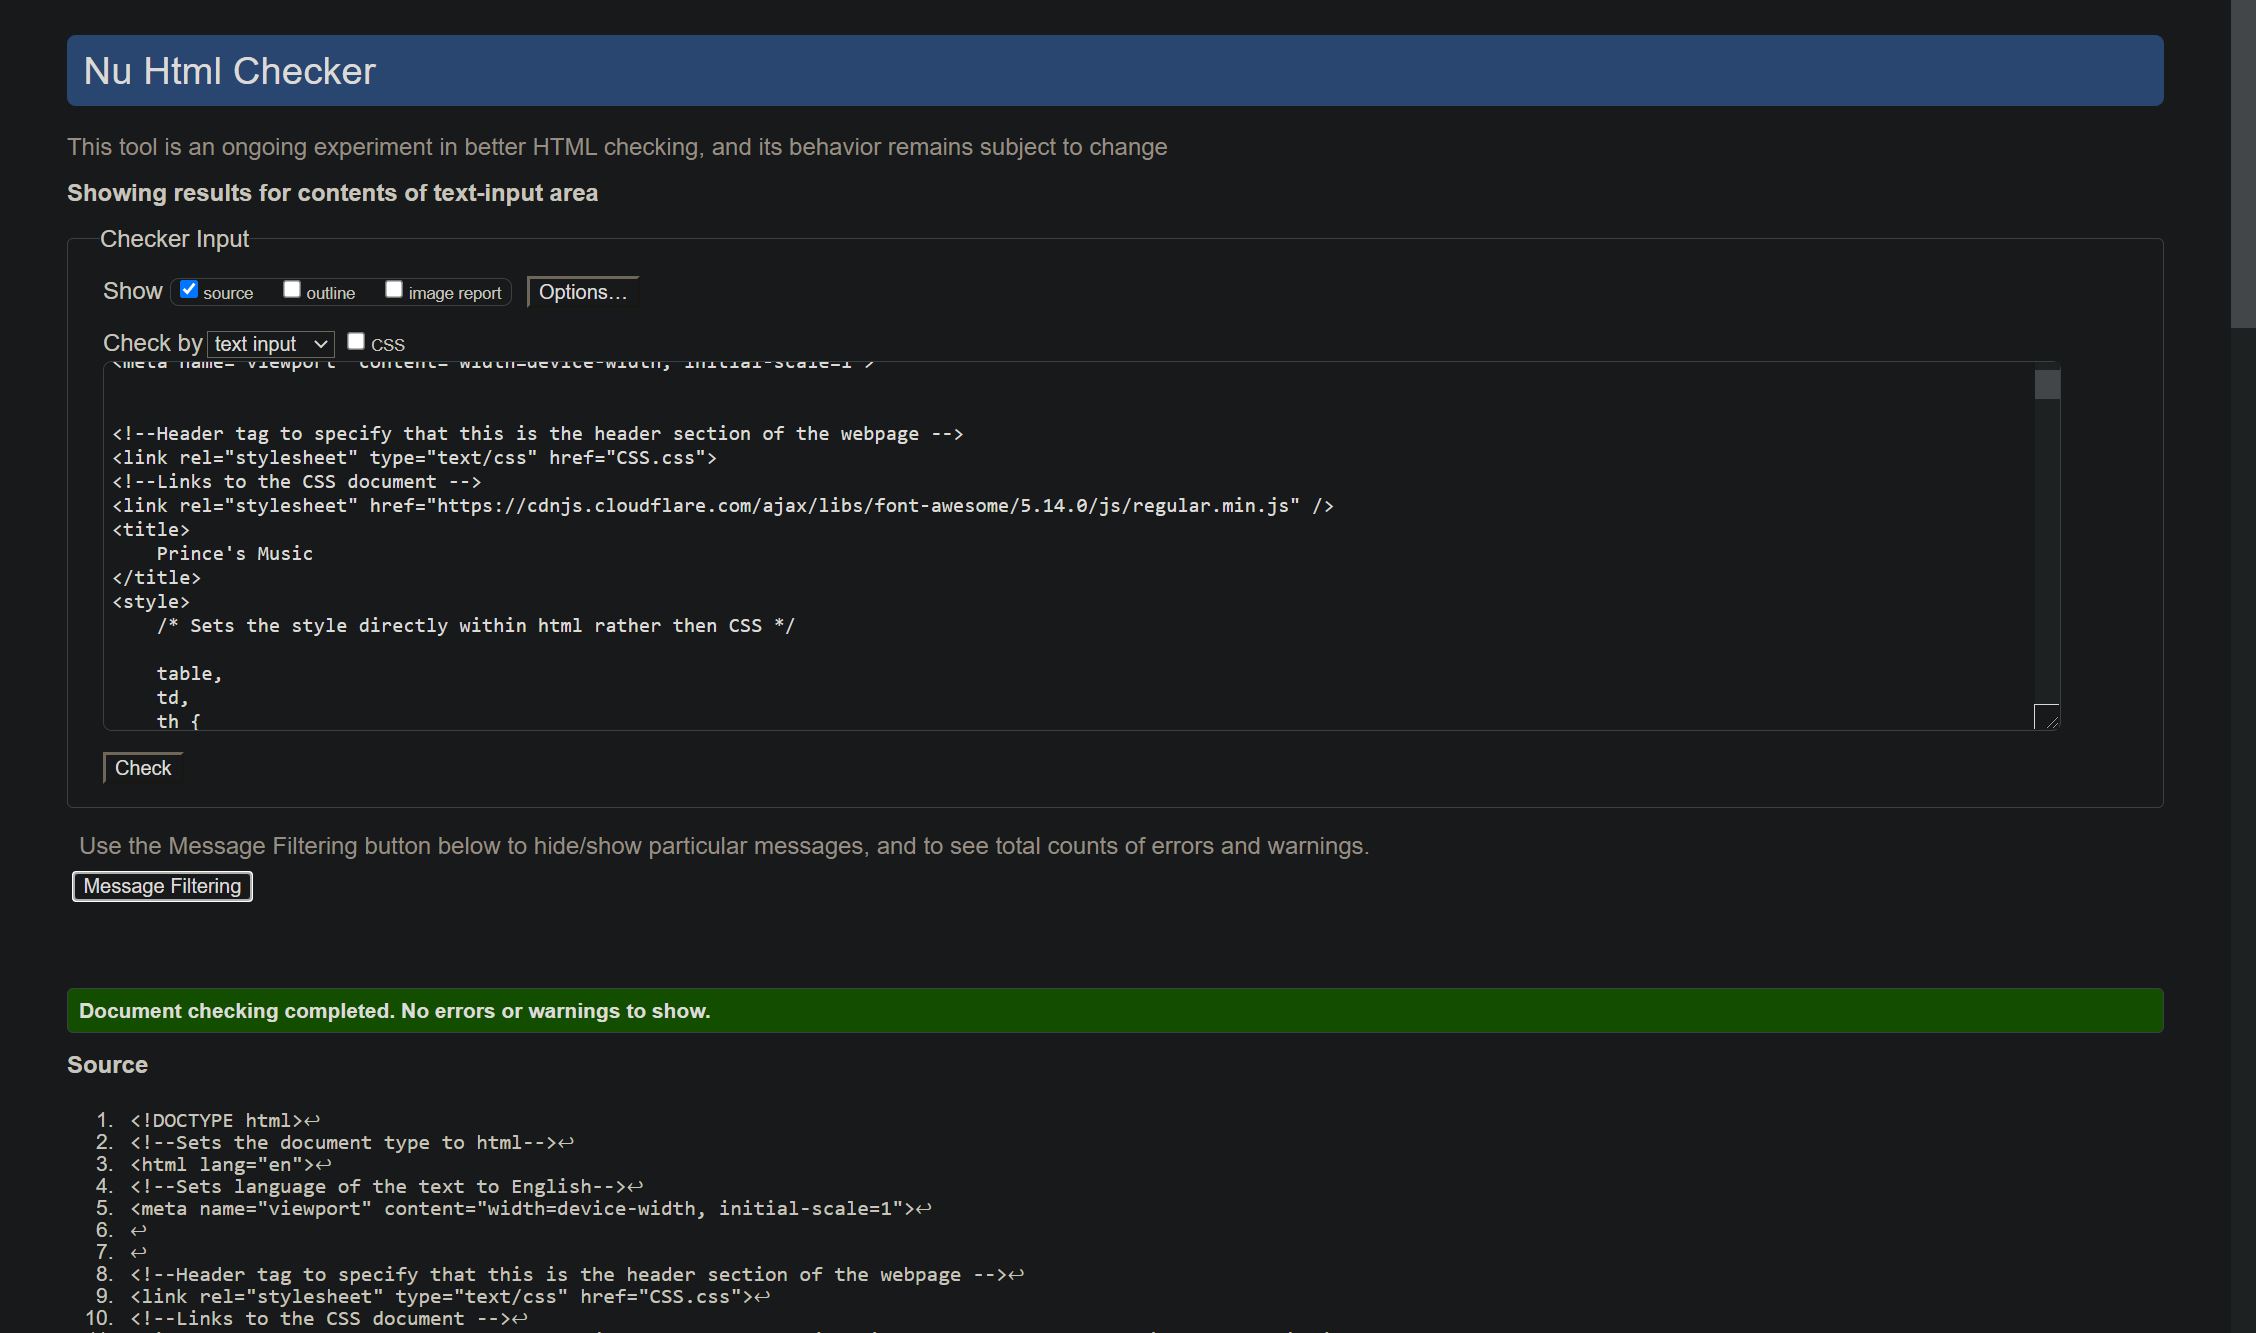 Nu Html Checker
This tool is an ongoing experiment in better HTML checking, and its behavior remains subject to change
Showing results for contents of text-input area
Checker Input
Show source outline image report Options...
Check by text input CSS
<meta name="viewport" content="width=device-width, initial-scale=1">
<!--Header tag to specify that this is the header section of the webpage -->
<link rel="stylesheet" type="text/css" href="CSS.css">
<!--Links to the CSS document -->
<link rel="stylesheet" href="https://cdnjs.cloudflare.com/ajax/libs/font-awesome/5.14.0/js/regular.min.js" />
<title>
Prince's Music
</title>
<style>
/* Sets the style directly within html rather then CSS */
table,
td,
th {
Check
Use the Message Filtering button below to hide/show particular messages, and to see total counts of errors and warnings.
Message Filtering
Document checking completed. No errors or warnings to show.
Source
1. <!DOCTYPE html>↩
2. <!--Sets the document type to html-->↩
3. <html lang="en">↩
4. <!--Sets language of the text to English-->↩
5. <meta name="viewport" content="width=device-width, initial-scale=1">↩
6. ↩
7. ↩
8. <!--Header tag to specify that this is the header section of the webpage -->↩
9. <link rel="stylesheet" type="text/css" href="CSS.css">↩
10. <!--Links to the CSS document -->↩